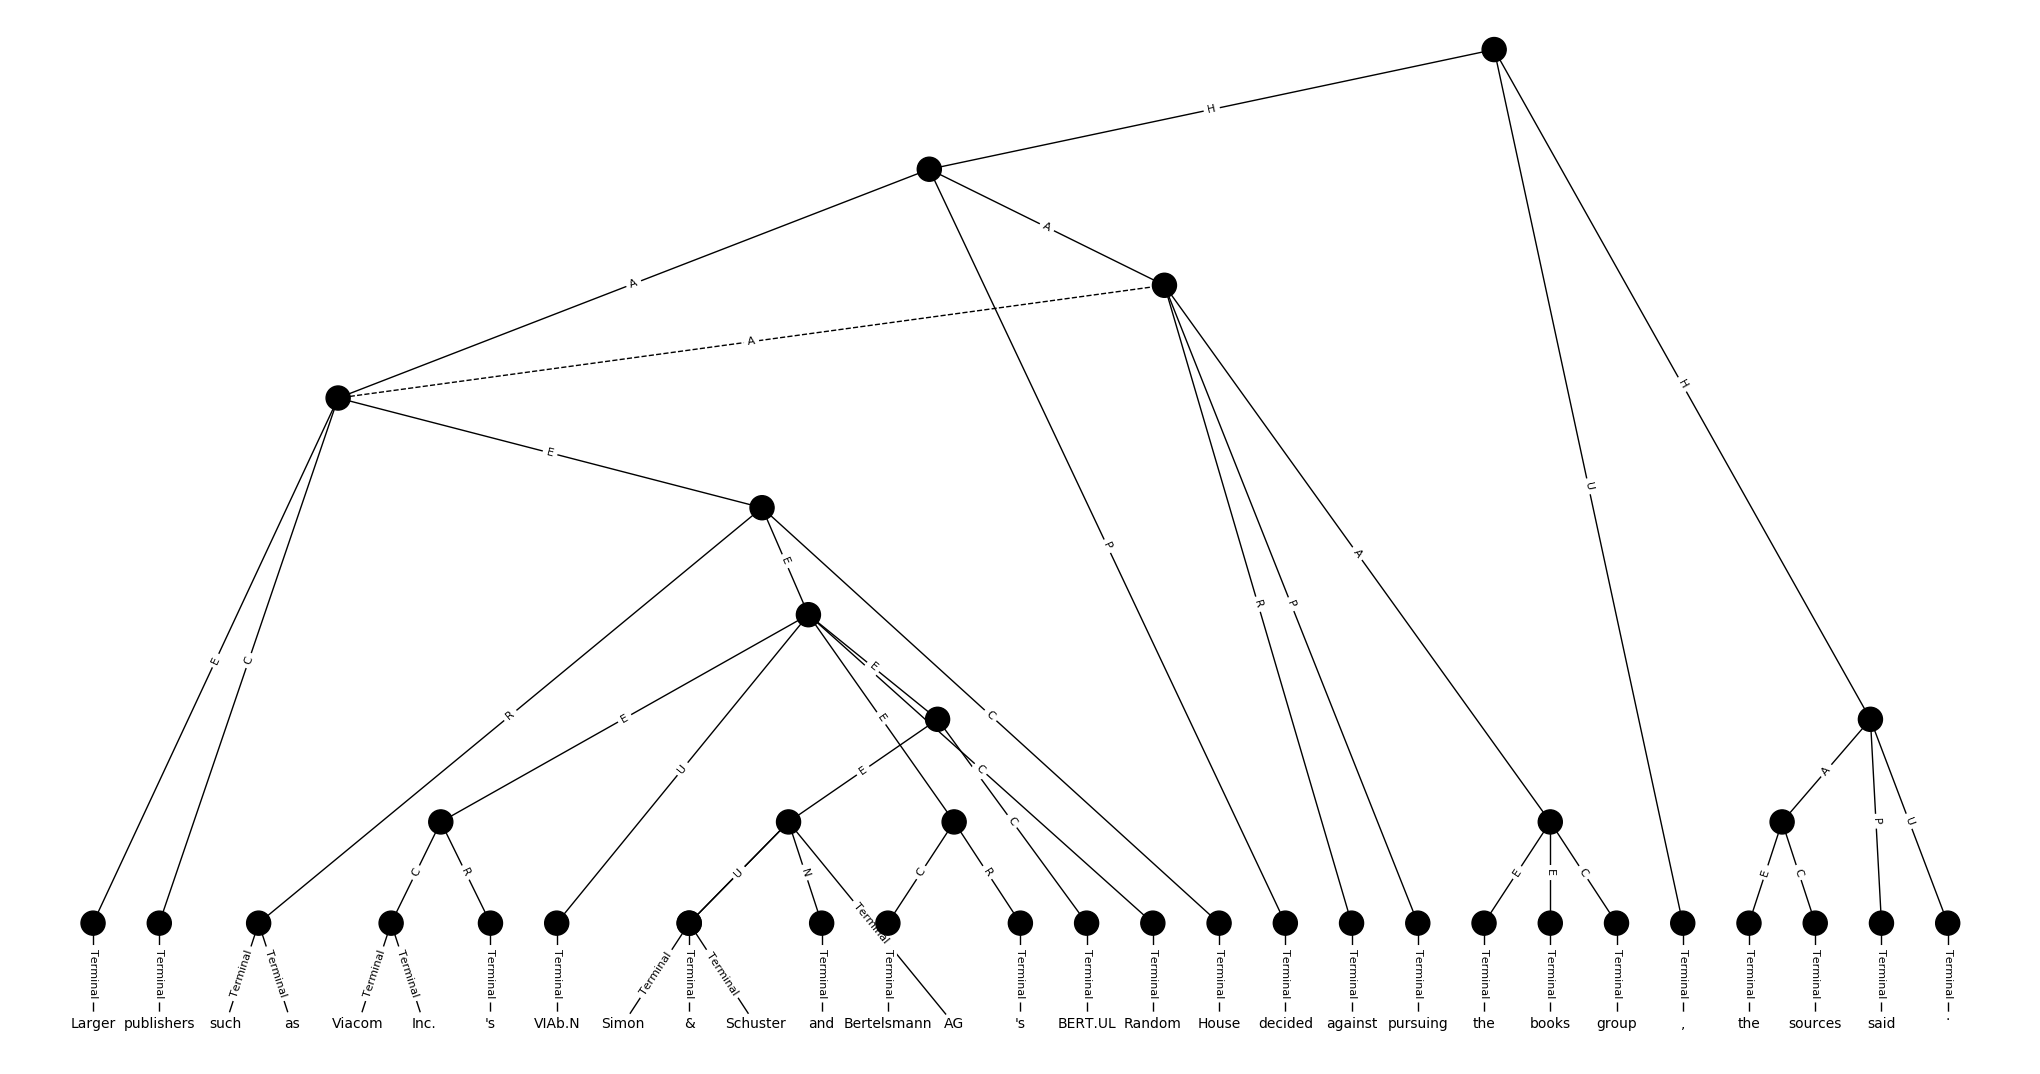 H
A
A
A
E
H
P
U
E
R
P
A
E
C
E
R
E
E
C
U
E
C
A
P
U
E
C
C
R
U
N
C
R
E
E
C
E
C
Terminal
Terminal Terminal Terminal Terminal Terminal Terminal Terminal Terminal Terminal Terminal Terminal Terminal Terminal Terminal Terminal Terminal Terminal Terminal Terminal Terminal Terminal Terminal Terminal Terminal Terminal Terminal Terminal Terminal
Larger publishers such as Viacom Inc. 's VIAb.N Simon & Schuster and Bertelsmann AG 's BERT.UL Random House decided against pursuing the books group , the sources said .